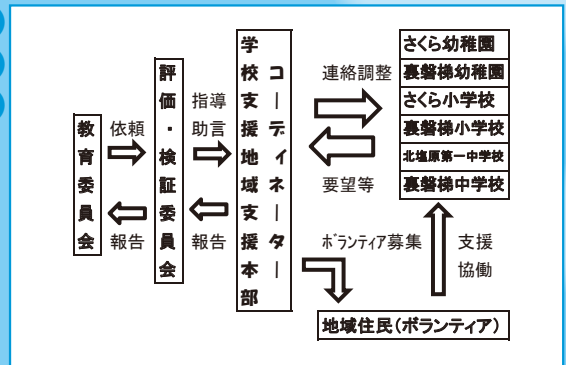 教育委員会
依頼
報告
評価・検証委員会
指導
助言
報告
学校支援地域支援本部
コーディネーター
連絡調整
要望等
さくら幼稚園
裏磐梯幼稚園
さくら小学校
裏磐梯小学校
北塩原第一中学校
裏磐梯中学校
ボランティア募集
支援
協働
地域住民(ボランティア)